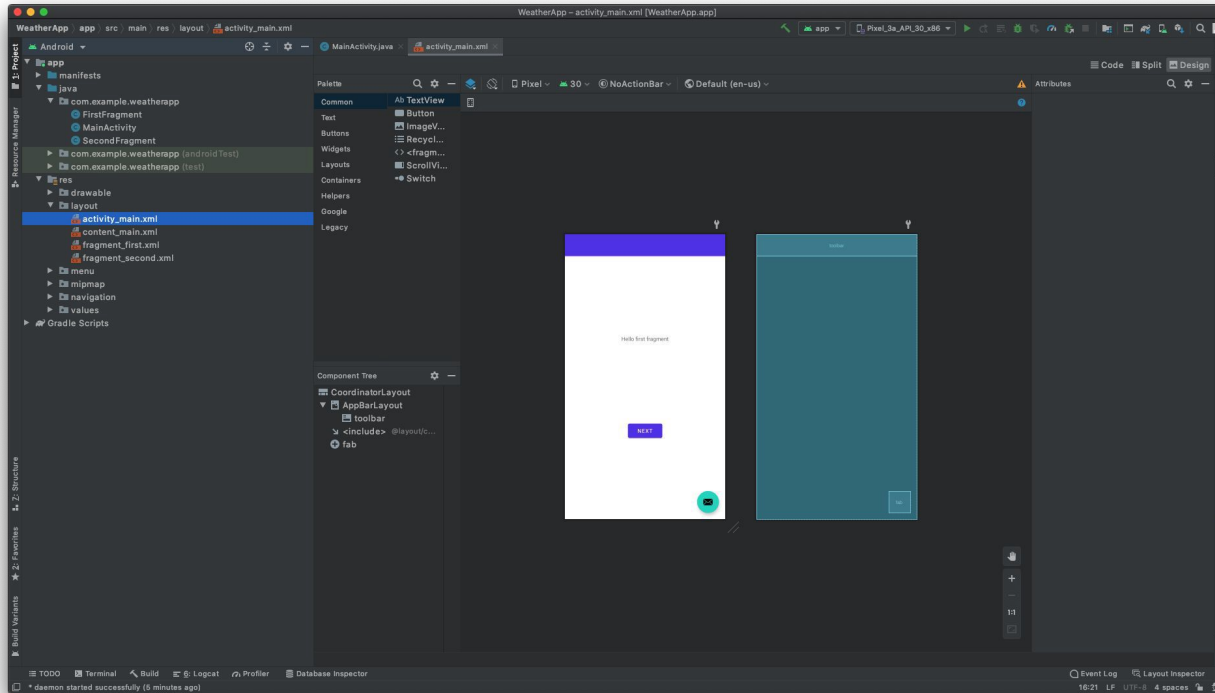 WeatherApp – activity_main.xml [WeatherApp.app]
WeatherApp app src main res layout activity_main.xml
app
Pixel_3a_API_30_x86
Android
MainActivity.java
activity_main.xml
Code
Split
Design
1: Project
Resource Manager
Z: Structure
2: Favorites
Build Variants
app
manifests
java
com.example.weatherapp
FirstFragment
MainActivity
SecondFragment
com.example.weatherapp (androidTest)
com.example.weatherapp (test)
res
drawable
layout
activity_main.xml
content_main.xml
fragment_first.xml
fragment_second.xml
menu
mipmap
navigation
values
Gradle Scripts
Palette
Common
Text
Buttons
Widgets
Layouts
Containers
Helpers
Google
Legacy
Ab TextView
Button
ImageV...
Recycl...
<> <fragm...
ScrollVi...
Switch
Pixel
30
NoActionBar
Default (en-us)
Attributes
Hello first fragment
NEXT
toolbar
Component Tree
CoordinatorLayout
AppBarLayout
toolbar
<include> @layout/c...
fab
1:1
TODO
Terminal
Build
6: Logcat
Profiler
Database Inspector
Event Log
Layout Inspector
* daemon started successfully (5 minutes ago)
16:21 LF UTF-8 4 spaces